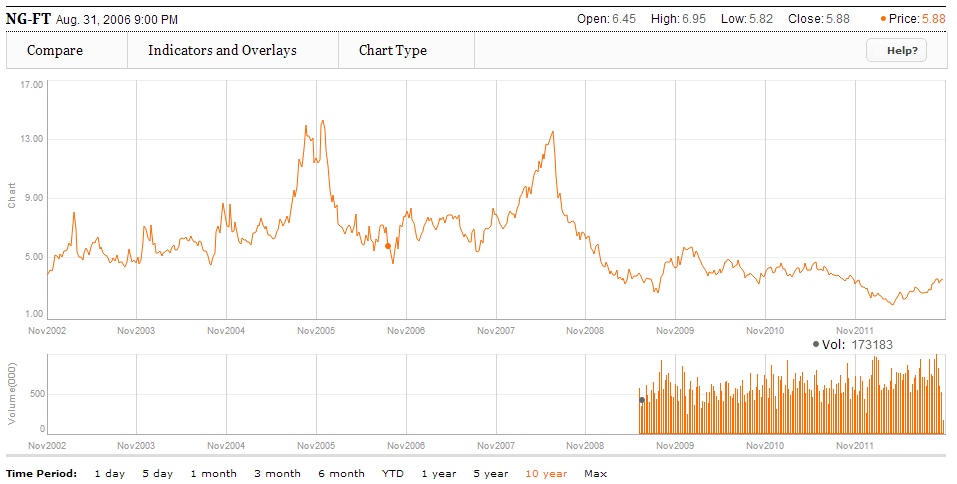 NG-FT Aug. 31, 2006 9:00 PM Open: 6.45 High: 6.95 Low: 5.82 Close: 5.88 Price: 5.88
Compare Indicators and Overlays Chart Type Help?
17.00
13.00
Chart
9.00
5.00
1.00
Nov2002 Nov2003 Nov2004 Nov2005 Nov2006 Nov2007 Nov2008 Nov2009 Nov2010 Nov2011
Vol: 173183
Volume(000)
500
0
Nov2002 Nov2003 Nov2004 Nov2005 Nov2006 Nov2007 Nov2008 Nov2009 Nov2010 Nov2011
Time Period: 1 day 5 day 1 month 3 month 6 month YTD 1 year 5 year 10 year Max